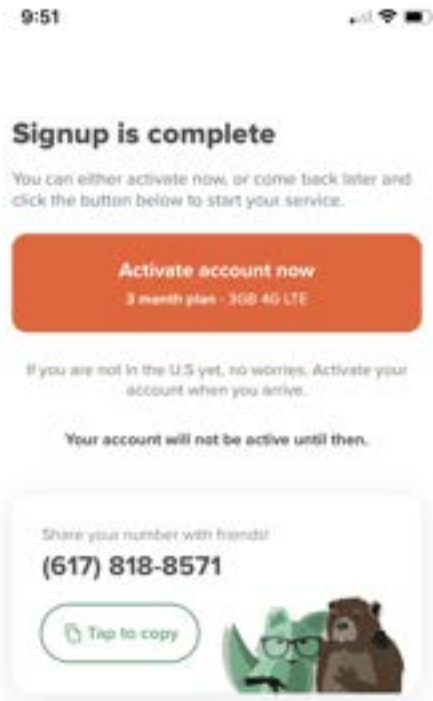 9:51
Signup is complete
You can either activate now, or come back later and
click the button below to start your service.
Activate account now
3 month plan - 3GB 4G LTE
If you are not in the U.S yet, no worries. Activate your
account when you arrive.
Your account will not be active until then.
Share your number with friends!
(617) 818-8571
Tap to copy